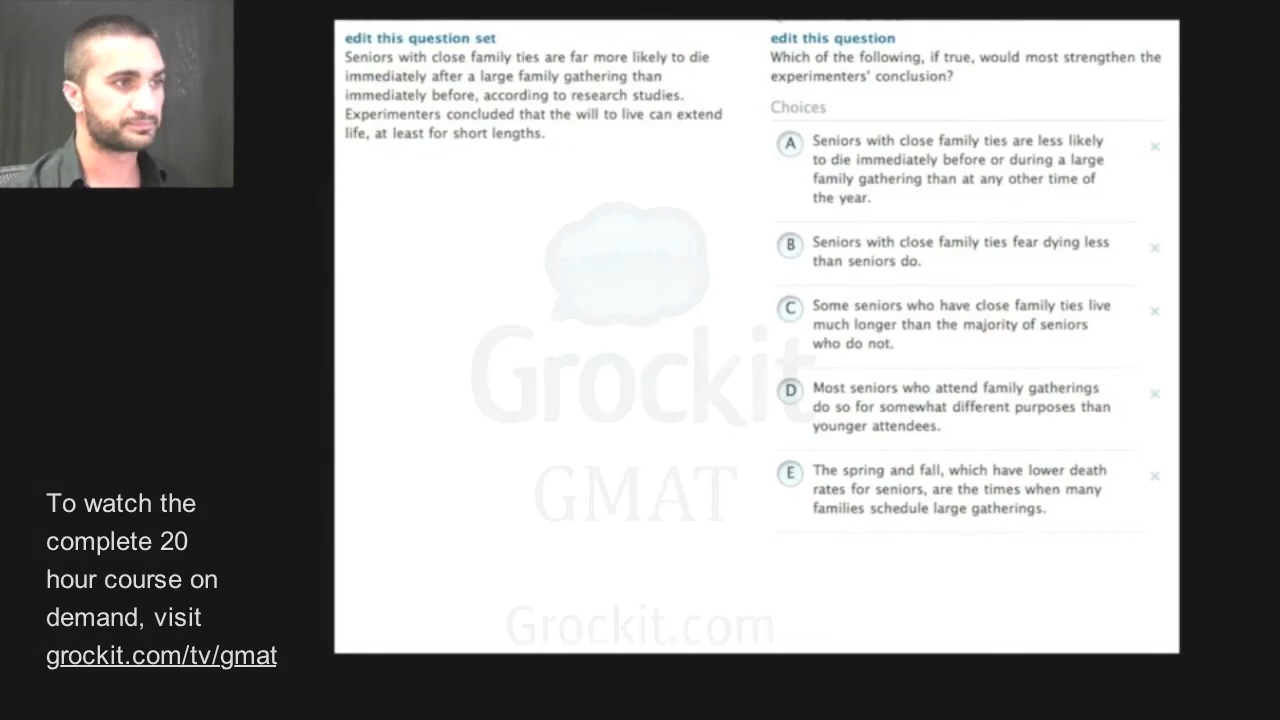 edit this question set
Seniors with close family ties are far more likely to die
immediately after a large family gathering than
immediately before, according to research studies.
Experimenters concluded that the will to live can extend
life, at least for short lengths.
edit this question
Which of the following, if true, would most strengthen the
experimenters' conclusion?
Choices
A Seniors with close family ties are less likely
to die immediately before or during a large
family gathering than at any other time of
the year.
B Seniors with close family ties fear dying less
than seniors do.
C Some seniors who have close family ties live
much longer than the majority of seniors
who do not.
D Most seniors who attend family gatherings
do so for somewhat different purposes than
younger attendees.
E The spring and fall, which have lower death
rates for seniors, are the times when many
families schedule large gatherings.
Grockit
GMAT
Grockit.com
To watch the
complete 20
hour course on
demand, visit
grockit.com/tv/gmat